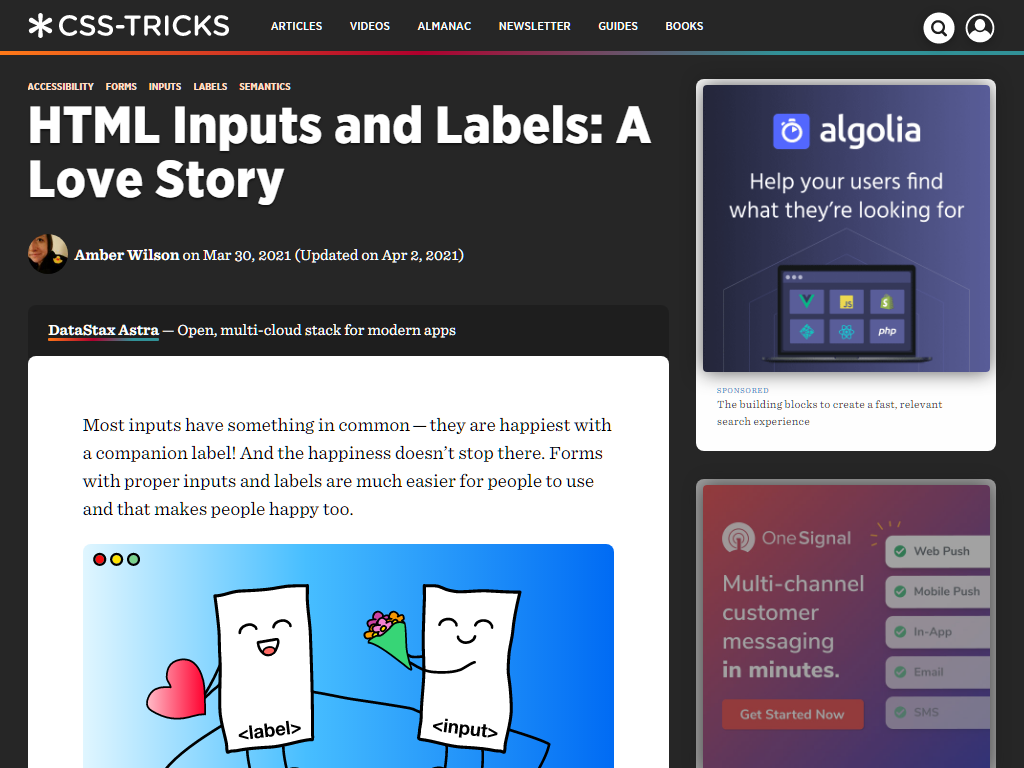 CSS-TRICKS
ARTICLES VIDEOS ALMANAC NEWSLETTER GUIDES BOOKS
ACCESSIBILITY FORMS INPUTS LABELS SEMANTICS
HTML Inputs and Labels: A
Love Story
Amber Wilson on Mar 30, 2021 (Updated on Apr 2, 2021)
DataStax Astra — Open, multi-cloud stack for modern apps
Most inputs have something in common — they are happiest with
a companion label! And the happiness doesn’t stop there. Forms
with proper inputs and labels are much easier for people to use
and that makes people happy too.
<label>
<input>
algolia
Help your users find
what they’re looking for
JS
php
SPONSORED
The building blocks to create a fast, relevant
search experience
OneSignal
Multi-channel
customer
messaging
in minutes.
Get Started Now
Web Push
Mobile Push
In-App
Email
SMS